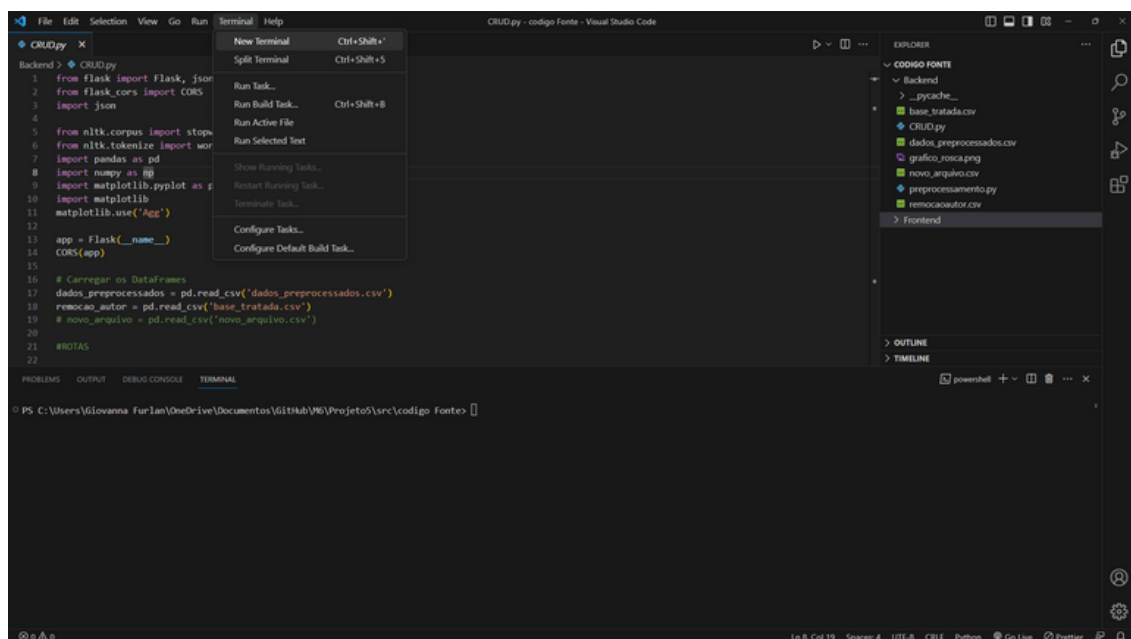 File Edit Selection View Go Run Terminal Help
CRUD.py - codigo Fonte - Visual Studio Code
CRUD.py
Backend > CRUD.py
1 from flask import Flask, json
2 from flask_cors import CORS
3 import json
4
5 from nltk.corpus import stopw
6 from nltk.tokenize import wor
7 import pandas as pd
8 import numpy as np
9 import matplotlib.pyplot as p
10 import matplotlib
11 matplotlib.use('Agg')
12
13 app = Flask(__name__)
14 CORS(app)
15
16 # Carregar os DataFrames
17 dados_preprocessados = pd.read_csv('dados_preprocessados.csv')
18 remocao_autor = pd.read_csv('base_tratada.csv')
19 # novo_arquivo = pd.read_csv('novo_arquivo.csv')
20
21 #ROTAS
22
New Terminal Ctrl+Shift+'
Split Terminal Ctrl+Shift+5
Run Task...
Run Build Task... Ctrl+Shift+B
Run Active File
Run Selected Text
Show Running Tasks...
Restart Running Task...
Terminate Task...
Configure Tasks...
Configure Default Build Task...
EXPLORER
CODIGO FONTE
Backend
__pycache__
base_tratada.csv
CRUD.py
dados_preprocessados.csv
grafico_rosca.png
novo_arquivo.csv
preprocessamento.py
remocaoautor.csv
Frontend
OUTLINE
TIMELINE
PROBLEMS OUTPUT DEBUG CONSOLE TERMINAL
powershell
PS C:\Users\Giovanna Furlan\OneDrive\Documentos\GitHub\M6\Projeto5\src\codigo Fonte>
0 0
Ln 8, Col 19 Spaces: 4 UTF-8 CRLF Python Go Live Prettier